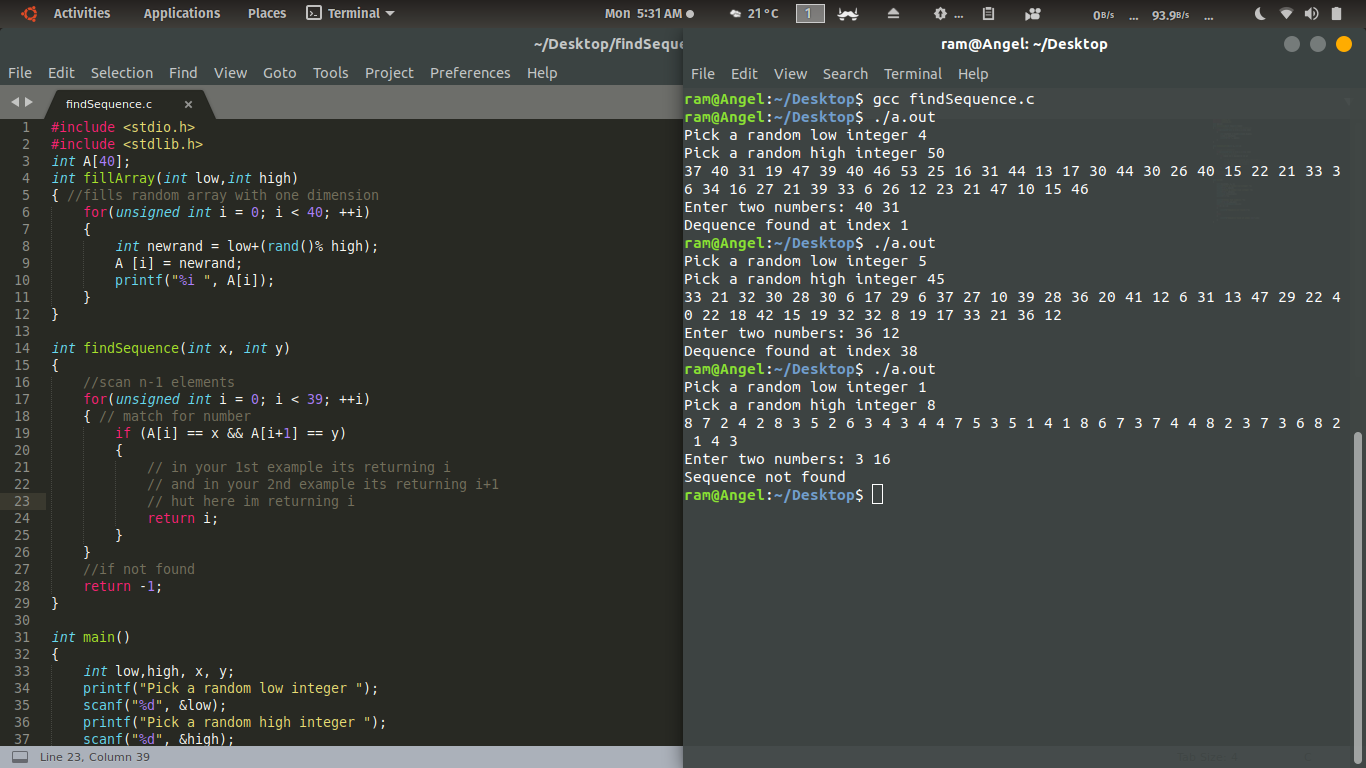 Activities Applications Places Terminal Mon 5:31 AM 21°C 1 ... 0B/s ... 93.9B/s ...
~/Desktop/findSeque
File Edit Selection Find View Goto Tools Project Preferences Help
findSequence.c ×
1 #include <stdio.h>
2 #include <stdlib.h>
3 int A[40];
4 int fillArray(int low,int high)
5 { //fills random array with one dimension
6 for(unsigned int i = 0; i < 40; ++i)
7 {
8 int newrand = low+(rand()% high);
9 A [i] = newrand;
10 printf("%i ", A[i]);
11 }
12 }
13
14 int findSequence(int x, int y)
15 {
16 //scan n-1 elements
17 for(unsigned int i = 0; i < 39; ++i)
18 { // match for number
19 if (A[i] == x && A[i+1] == y)
20 {
21 // in your 1st example its returning i
22 // and in your 2nd example its returning i+1
23 // hut here im returning i
24 return i;
25 }
26 }
27 //if not found
28 return -1;
29 }
30
31 int main()
32 {
33 int low,high, x, y;
34 printf("Pick a random low integer ");
35 scanf("%d", &low);
36 printf("Pick a random high integer ");
37 scanf("%d", &high);
Line 23, Column 39
ram@Angel: ~/Desktop
File Edit View Search Terminal Help
ram@Angel:~/Desktop$ gcc findSequence.c
ram@Angel:~/Desktop$ ./a.out
Pick a random low integer 4
Pick a random high integer 50
37 40 31 19 47 39 40 46 53 25 16 31 44 13 17 30 44 30 26 40 15 22 21 33 3
6 34 16 27 21 39 33 6 26 12 23 21 47 10 15 46
Enter two numbers: 40 31
Dequence found at index 1
ram@Angel:~/Desktop$ ./a.out
Pick a random low integer 5
Pick a random high integer 45
33 21 32 30 28 30 6 17 29 6 37 27 10 39 28 36 20 41 12 6 31 13 47 29 22 4
0 22 18 42 15 19 32 32 8 19 17 33 21 36 12
Enter two numbers: 36 12
Dequence found at index 38
ram@Angel:~/Desktop$ ./a.out
Pick a random low integer 1
Pick a random high integer 8
8 7 2 4 2 8 3 5 2 6 3 4 3 4 4 7 5 3 5 1 4 1 8 6 7 3 7 4 4 8 2 3 7 3 6 8 2
1 4 3
Enter two numbers: 3 16
Sequence not found
ram@Angel:~/Desktop$